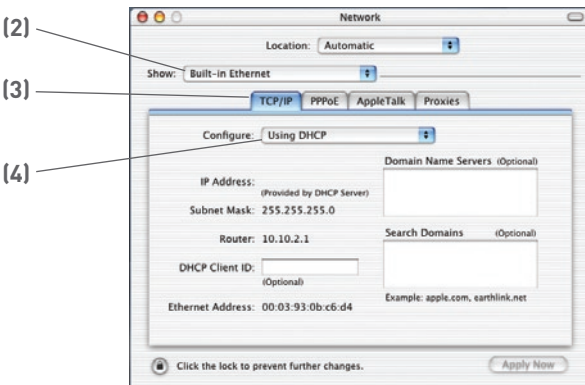 Network
Location: Automatic
(2)
Show: Built-in Ethernet
(3)
TCP/IP PPPoE AppleTalk Proxies
Configure: Using DHCP
(4)
Domain Name Servers (Optional)
IP Address:
(Provided by DHCP Server)
Subnet Mask: 255.255.255.0
Router: 10.10.2.1
Search Domains (Optional)
DHCP Client ID:
(Optional)
Example: apple.com, earthlink.net
Ethernet Address: 00:03:93:0b:c6:d4
Click the lock to prevent further changes.
Apply Now